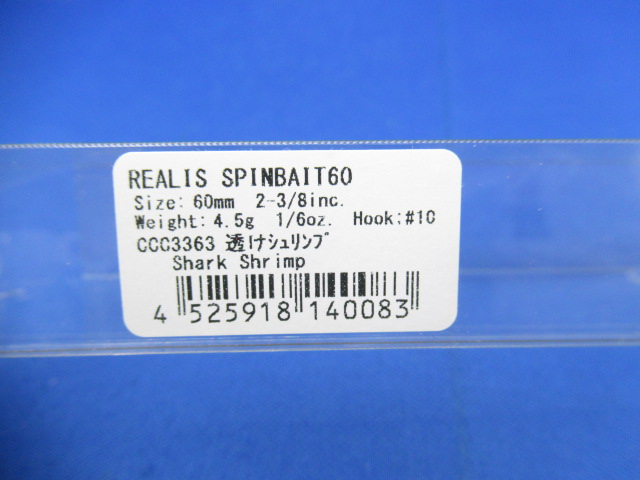 REALIS SPINBAIT60
Size: 60mm 2-3/8inc.
Weight: 4.5g 1/6oz. Hook:#10
CCC3363 透けｼｭﾘﾝﾌﾟ
Shark Shrimp
4 525918 140083